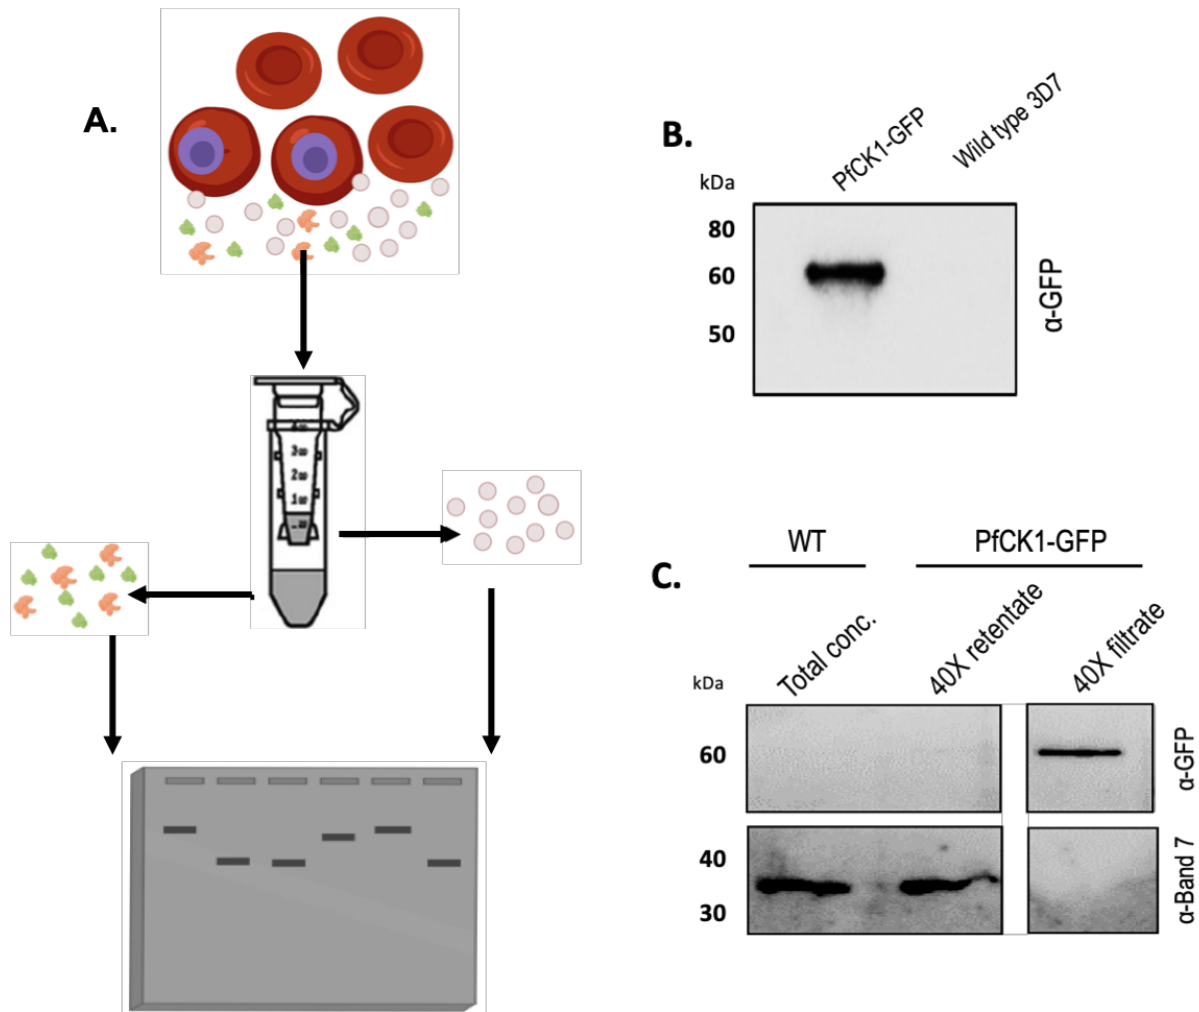 A.
B.
PfCK1-GFP
Wild type 3D7
kDa
80
60
50
α-GFP
C.
WT
PfCK1-GFP
Total conc.
40X retentate
40X filtrate
kDa
60
α-GFP
40
30
α-Band 7